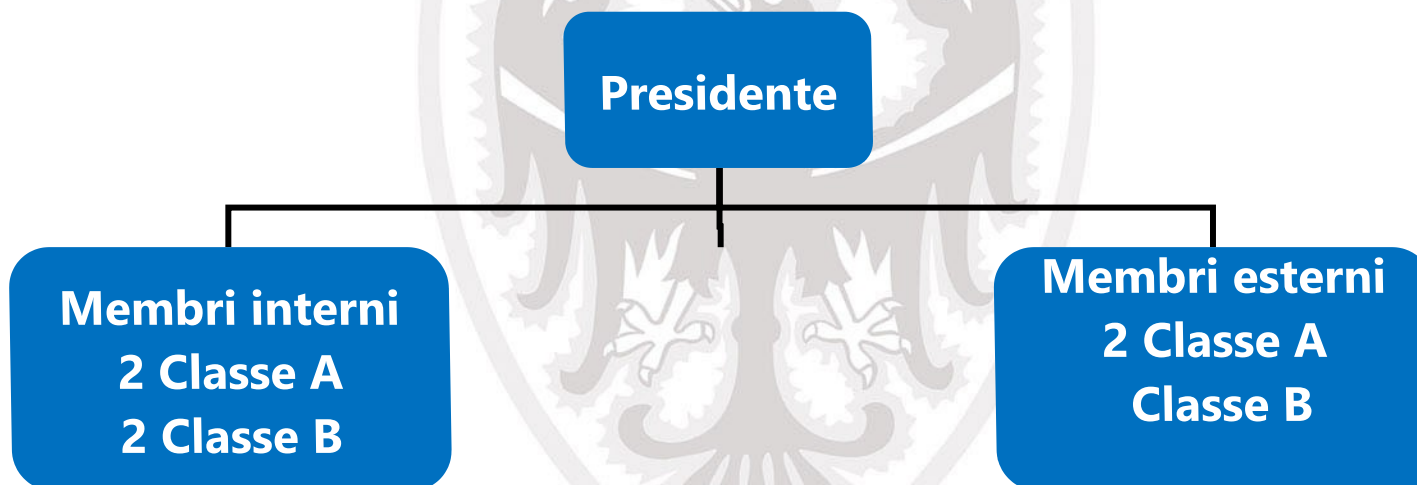 Presidente
Membri interni
2 Classe A
2 Classe B
Membri esterni
2 Classe A
Classe B